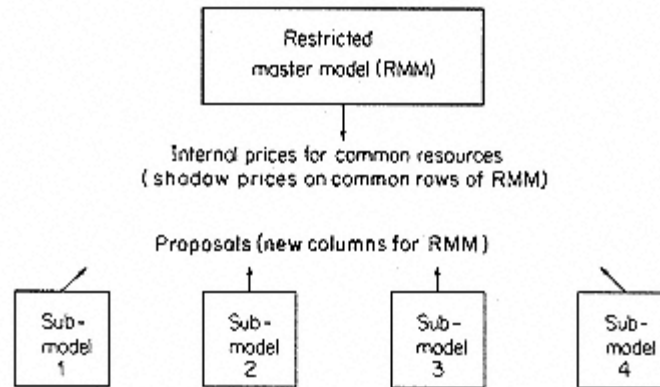 Restricted
master model (RMM)
Internal prices for common resources
(shadow prices on common rows of RMM)
Proposals (new columns for RMM)
Sub-
model
1
Sub-
model
2
Sub-
model
3
Sub-
model
4